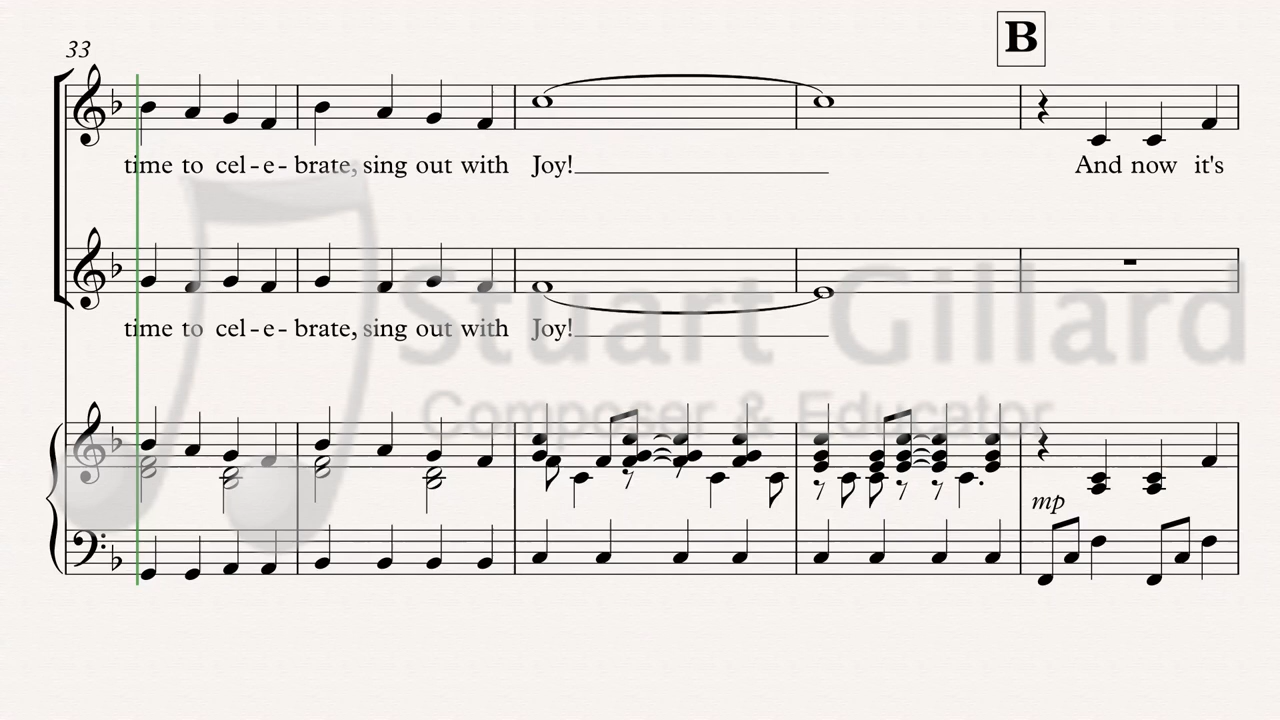 B
33
time to cel-e-brate, sing out with Joy! And now it's
time to cel-e-brate, sing out with Joy!
Stuart Gillard
Composer & Educator
mp